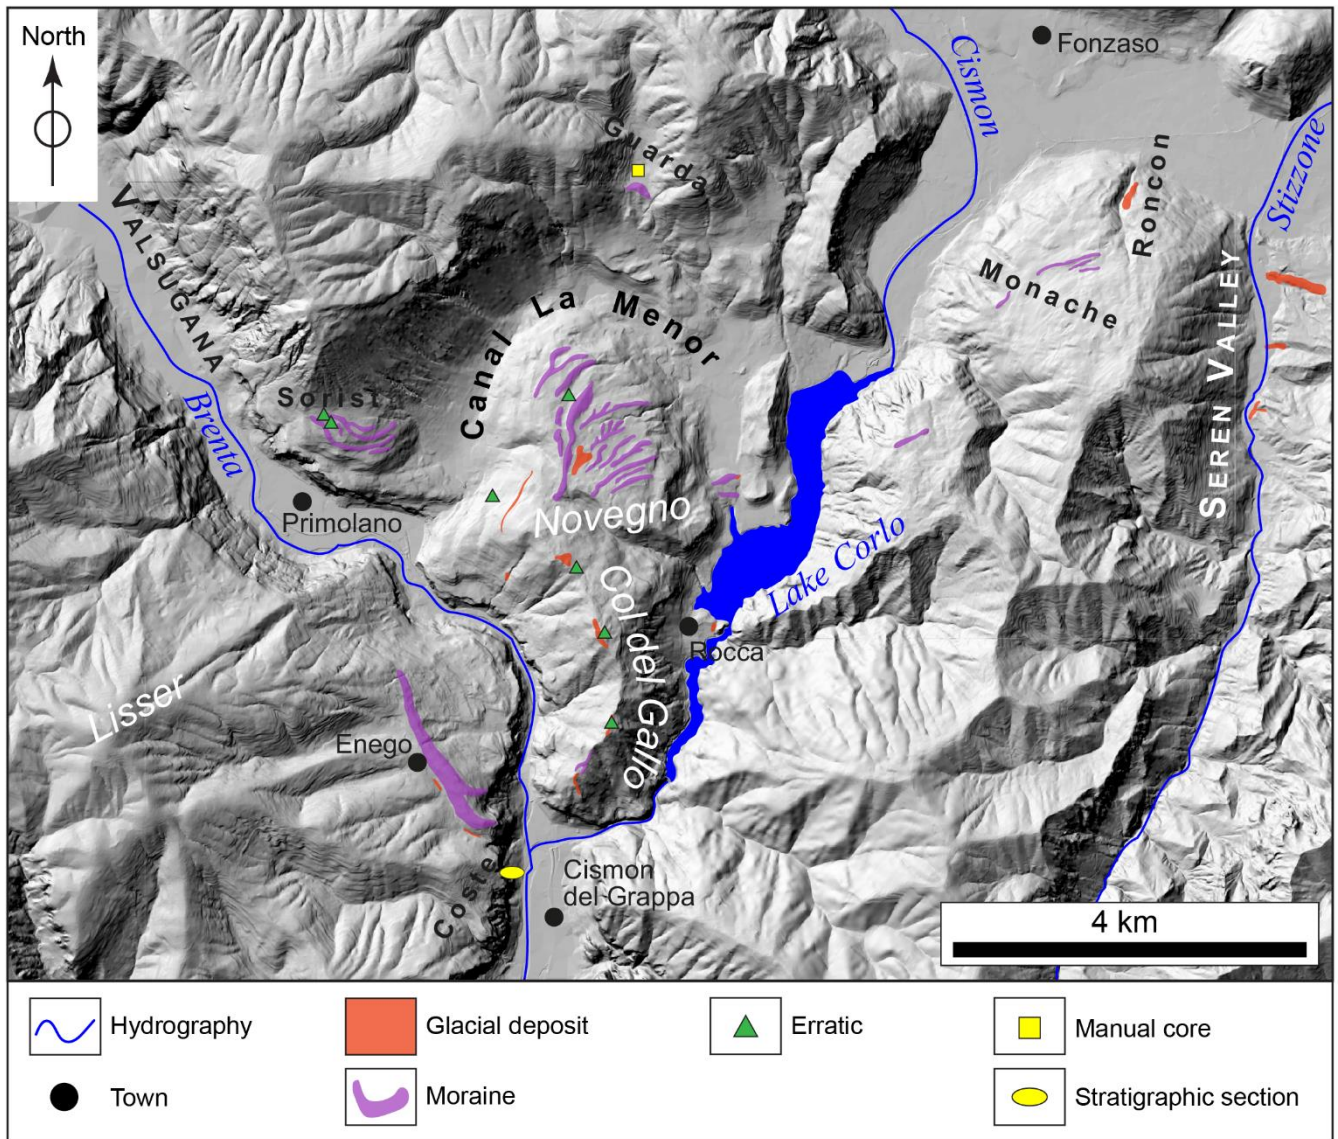 North
Fonzaso
Cismon
Guarda
Stizzone
Roncon
VALSUGANA
Monache
SEREN VALLEY
Canal La Menor
Sorist
Brenta
Primolano
Novegno
Lake Corlo
Col del Gallo
Rocca
Lisser
Enego
Coste
Cismon
del Grappa
4 km
Hydrography
Glacial deposit
Erratic
Manual core
Town
Moraine
Stratigraphic section